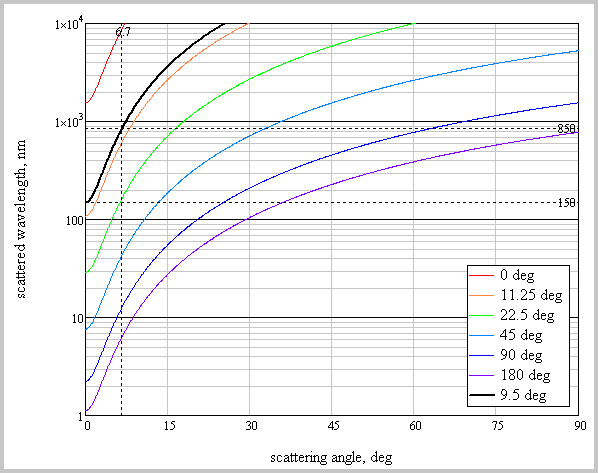 6.7
1×10⁴
1×10³
100
10
1
850
150
0 deg
11.25 deg
22.5 deg
45 deg
90 deg
180 deg
9.5 deg
0
15
30
45
60
75
90
scattered wavelength, nm
scattering angle, deg